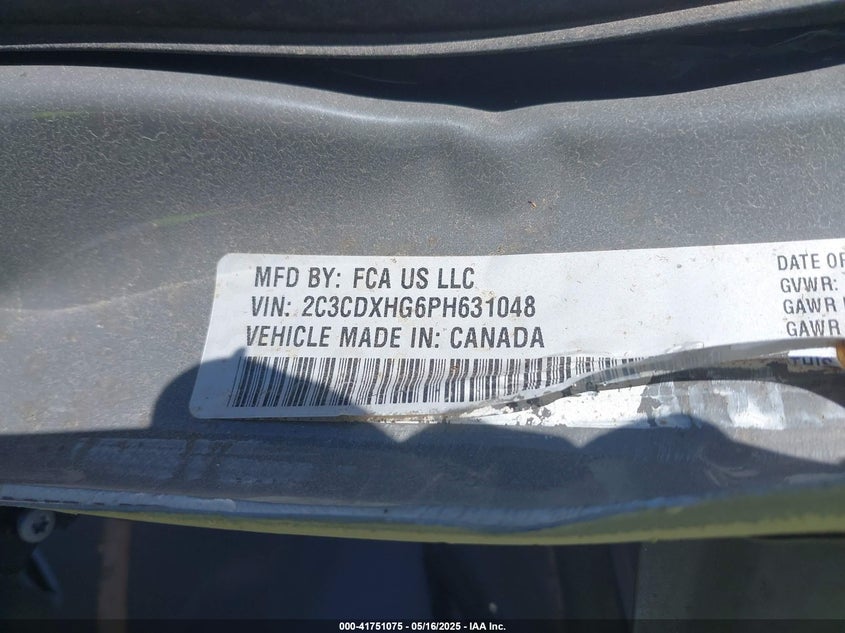 MFD BY: FCA US LLC
VIN: 2C3CDXHG6PH631048
VEHICLE MADE IN: CANADA
DATE OF
GVWR:
GAWR
GAWR
000-41751075 - 05/16/2025 - IAA Inc.